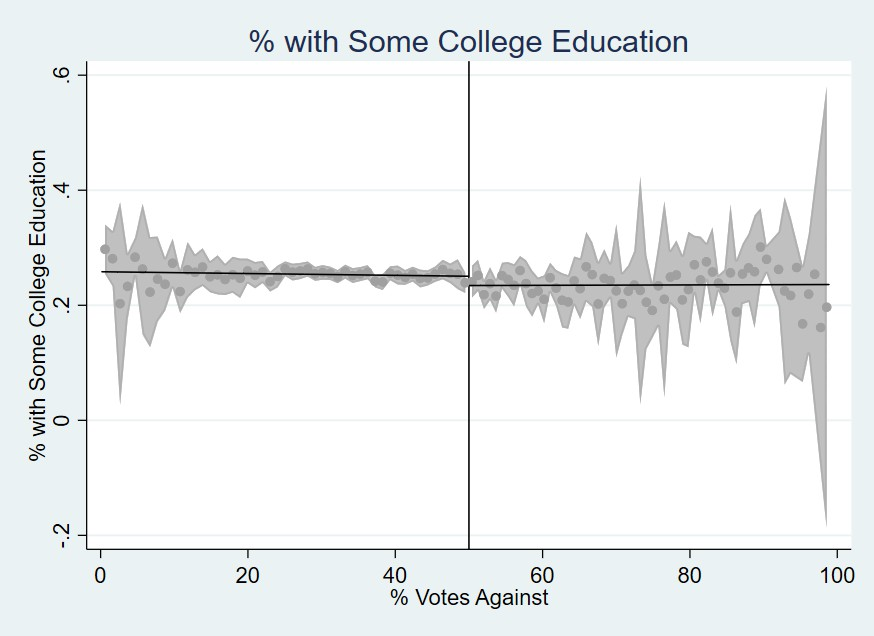 % with Some College Education
% with Some College Education
.6
.4
.2
0
-.2
0 20 40 60 80 100
% Votes Against